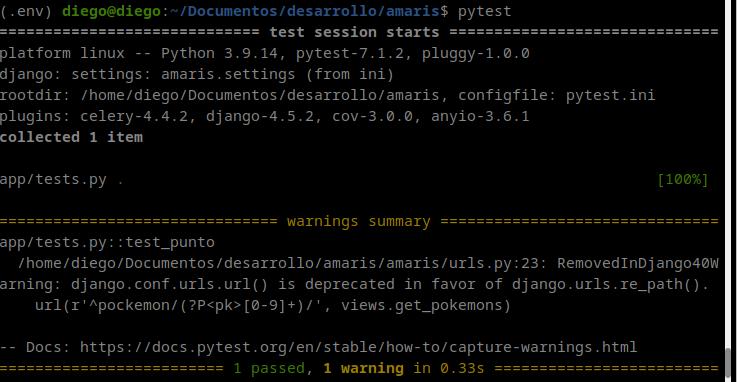 (.env) diego@diego:~/Documentos/desarrollo/amaris$ pytest
============================= test session starts ==============================
platform linux -- Python 3.9.14, pytest-7.1.2, pluggy-1.0.0
django: settings: amaris.settings (from ini)
rootdir: /home/diego/Documentos/desarrollo/amaris, configfile: pytest.ini
plugins: celery-4.4.2, django-4.5.2, cov-3.0.0, anyio-3.6.1
collected 1 item
app/tests.py . [100%]
=============================== warnings summary ===============================
app/tests.py::test_punto
/home/diego/Documentos/desarrollo/amaris/amaris/urls.py:23: RemovedInDjango40W
arning: django.conf.urls.url() is deprecated in favor of django.urls.re_path().
url(r'^pockemon/(?P<pk>[0-9]+)/', views.get_pokemons)
-- Docs: https://docs.pytest.org/en/stable/how-to/capture-warnings.html
========================= 1 passed, 1 warning in 0.33s =========================